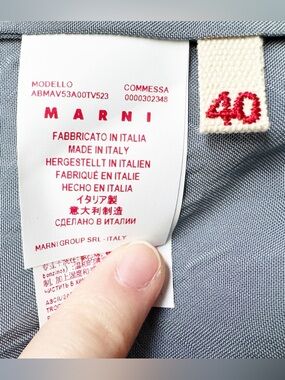 MODELLO COMMESSA
ABMAV53A00TV523 0000302348
MARNI
40
FABBRICATO IN ITALIA
MADE IN ITALY
HERGESTELLT IN ITALIEN
FABRIQUÉ EN ITALIE
HECHO EN ITALIA
イタリア製
意大利制造
СДЕЛАНО В ИТАЛИИ
MARNI GROUP SRL - ITALY